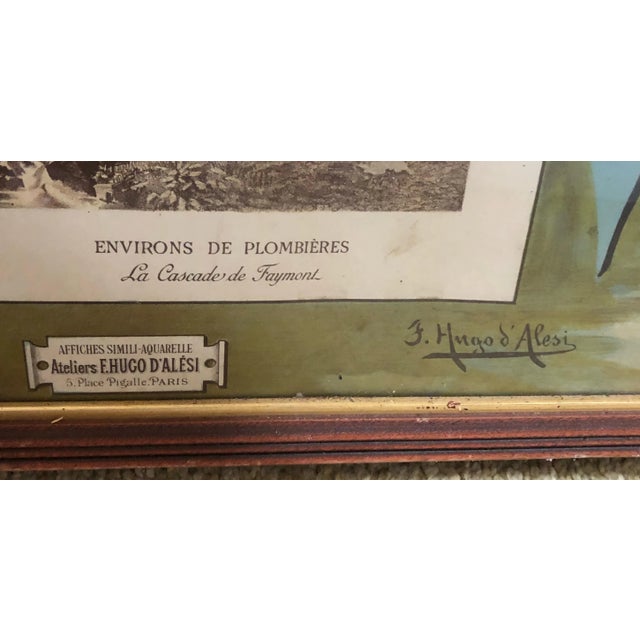 ENVIRONS DE PLOMBIÈRES
La Cascade de Faymont
AFFICHES SIMILI-AQUARELLE
Ateliers F.HUGO D'ALÉSI
5, Place Pigalle, PARIS
F. Hugo d'Alesi